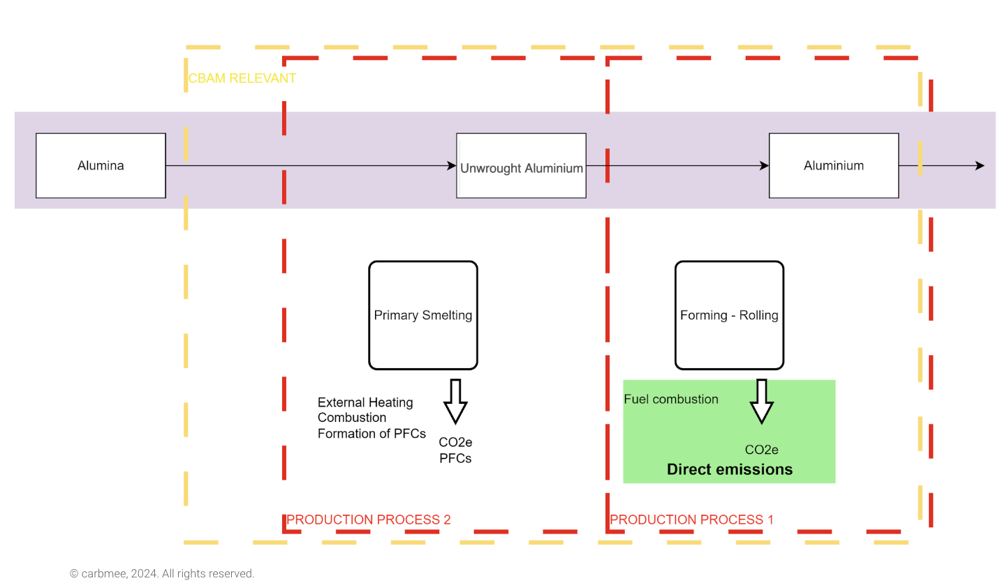 CBAM RELEVANT
Alumina
Unwrought Aluminium
Aluminium
Primary Smelting
Forming - Rolling
External Heating
Combustion
Formation of PFCs
CO2e
PFCs
Fuel combustion
CO2e
Direct emissions
PRODUCTION PROCESS 2
PRODUCTION PROCESS 1
© carbmee, 2024. All rights reserved.